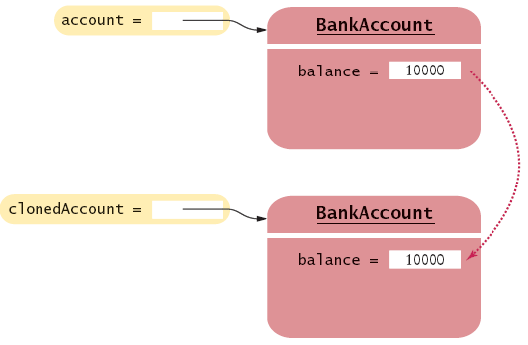 account =
BankAccount
balance = 10000
clonedAccount =
BankAccount
balance = 10000